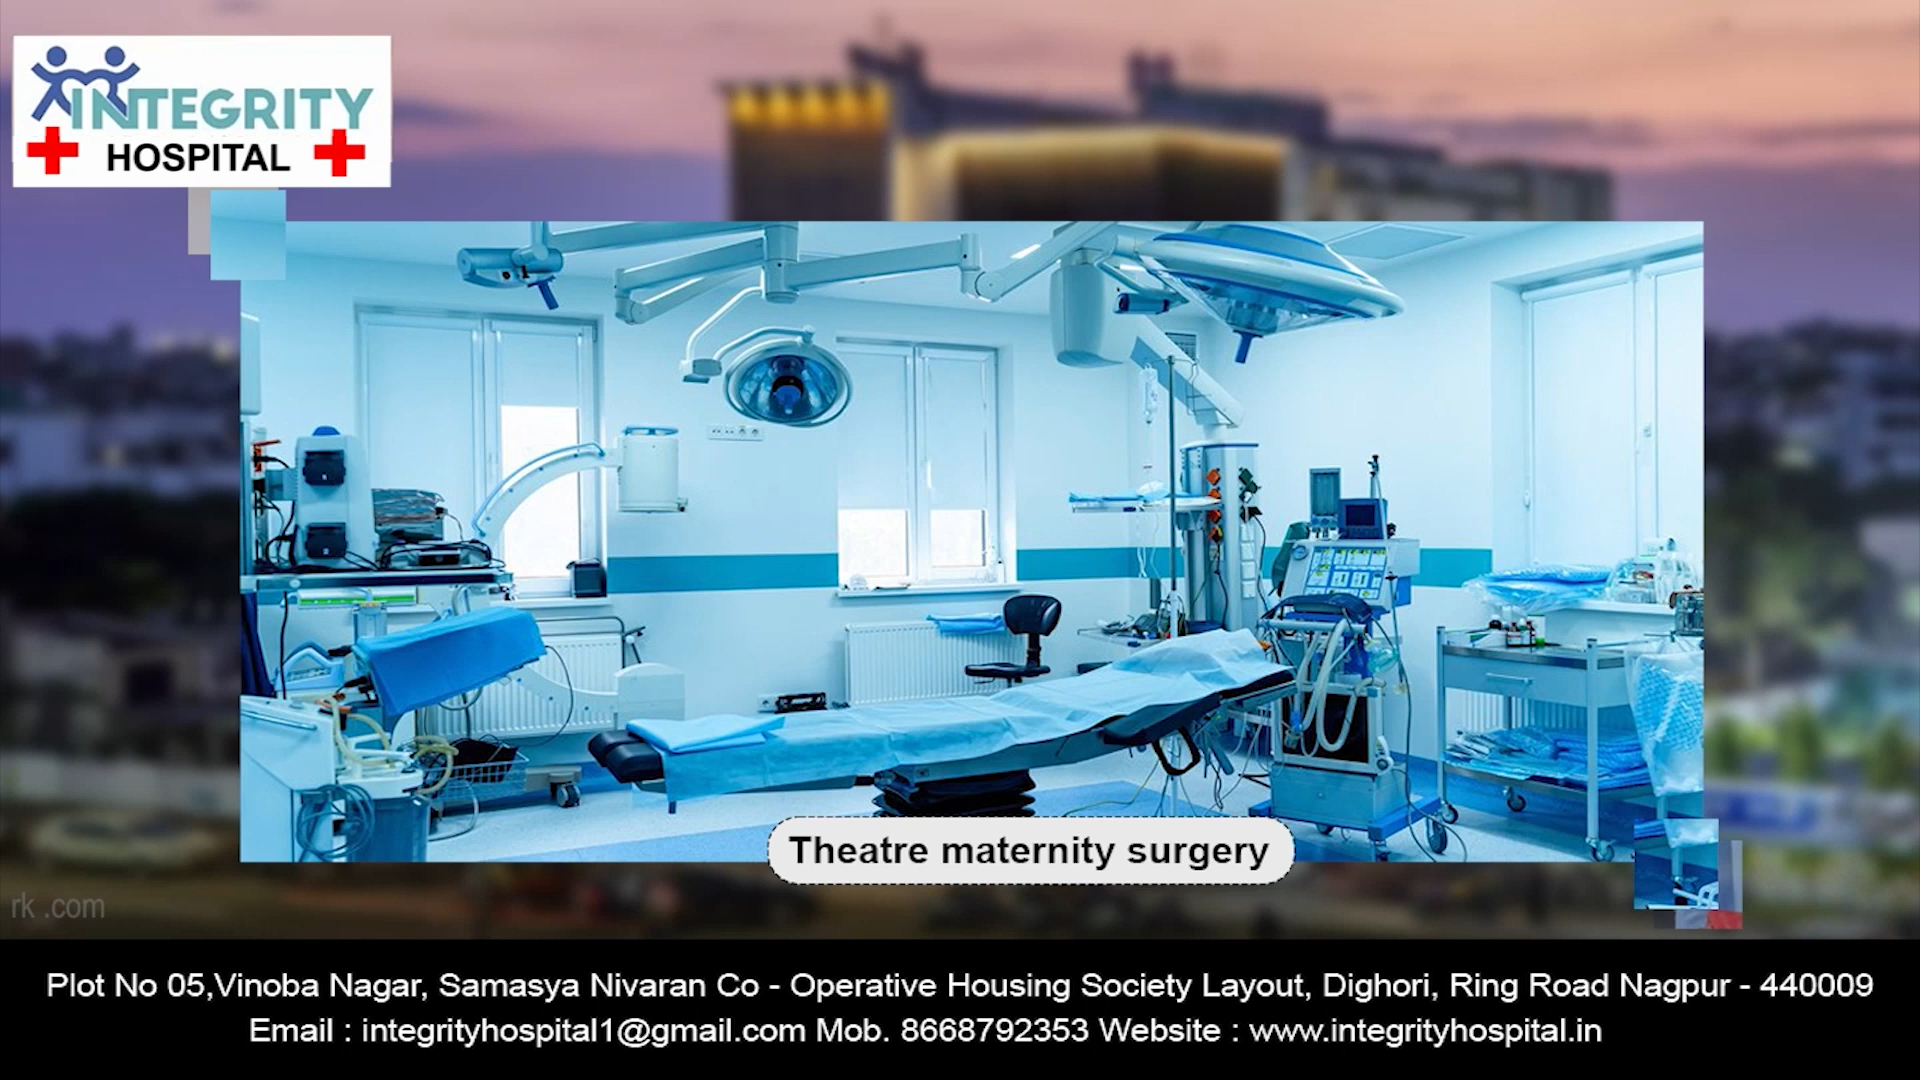 INTEGRITY
HOSPITAL
Theatre maternity surgery
rk .com
Plot No 05,Vinoba Nagar, Samasya Nivaran Co - Operative Housing Society Layout, Dighori, Ring Road Nagpur - 440009
Email : integrityhospital1@gmail.com Mob. 8668792353 Website : www.integrityhospital.in